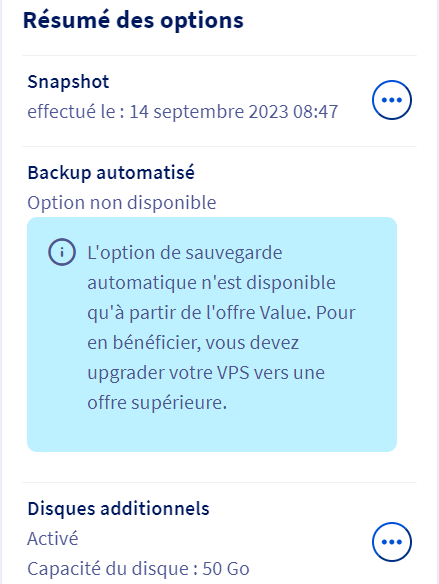 Résumé des options
Snapshot
effectué le : 14 septembre 2023 08:47
Backup automatisé
Option non disponible
L'option de sauvegarde
automatique n'est disponible
qu'à partir de l'offre Value. Pour
en bénéficier, vous devez
upgrader votre VPS vers une
offre supérieure.
Disques additionnels
Activé
Capacité du disque : 50 Go